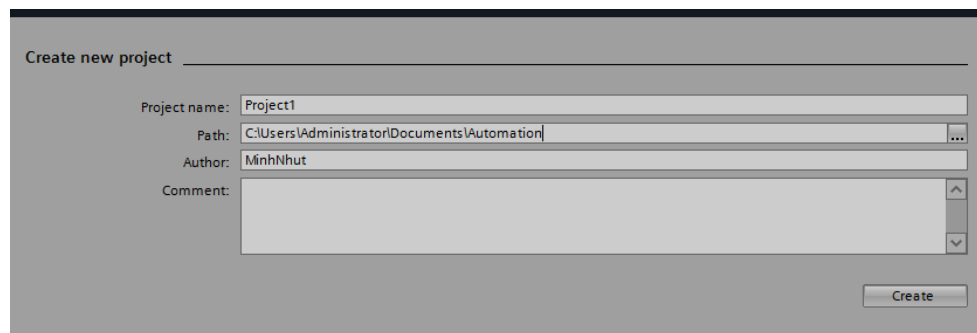 Create new project
Project name: Project1
Path: C:\Users\Administrator\Documents\Automation ...
Author: MinhNhut
Comment:
Create